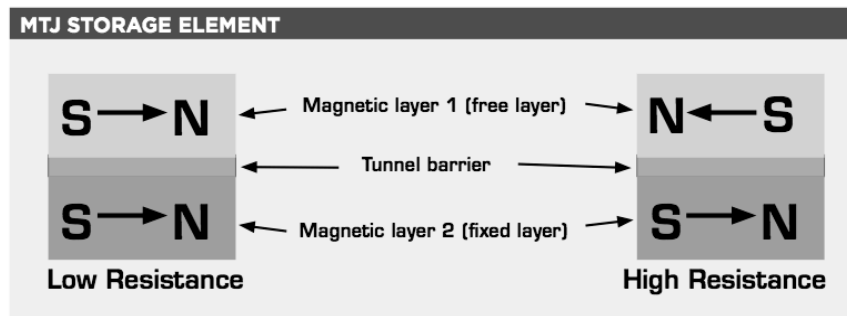 MTJ STORAGE ELEMENT
S N
Magnetic layer 1 (free layer)
N S
Tunnel barrier
S N
Magnetic layer 2 (fixed layer)
S N
Low Resistance
High Resistance